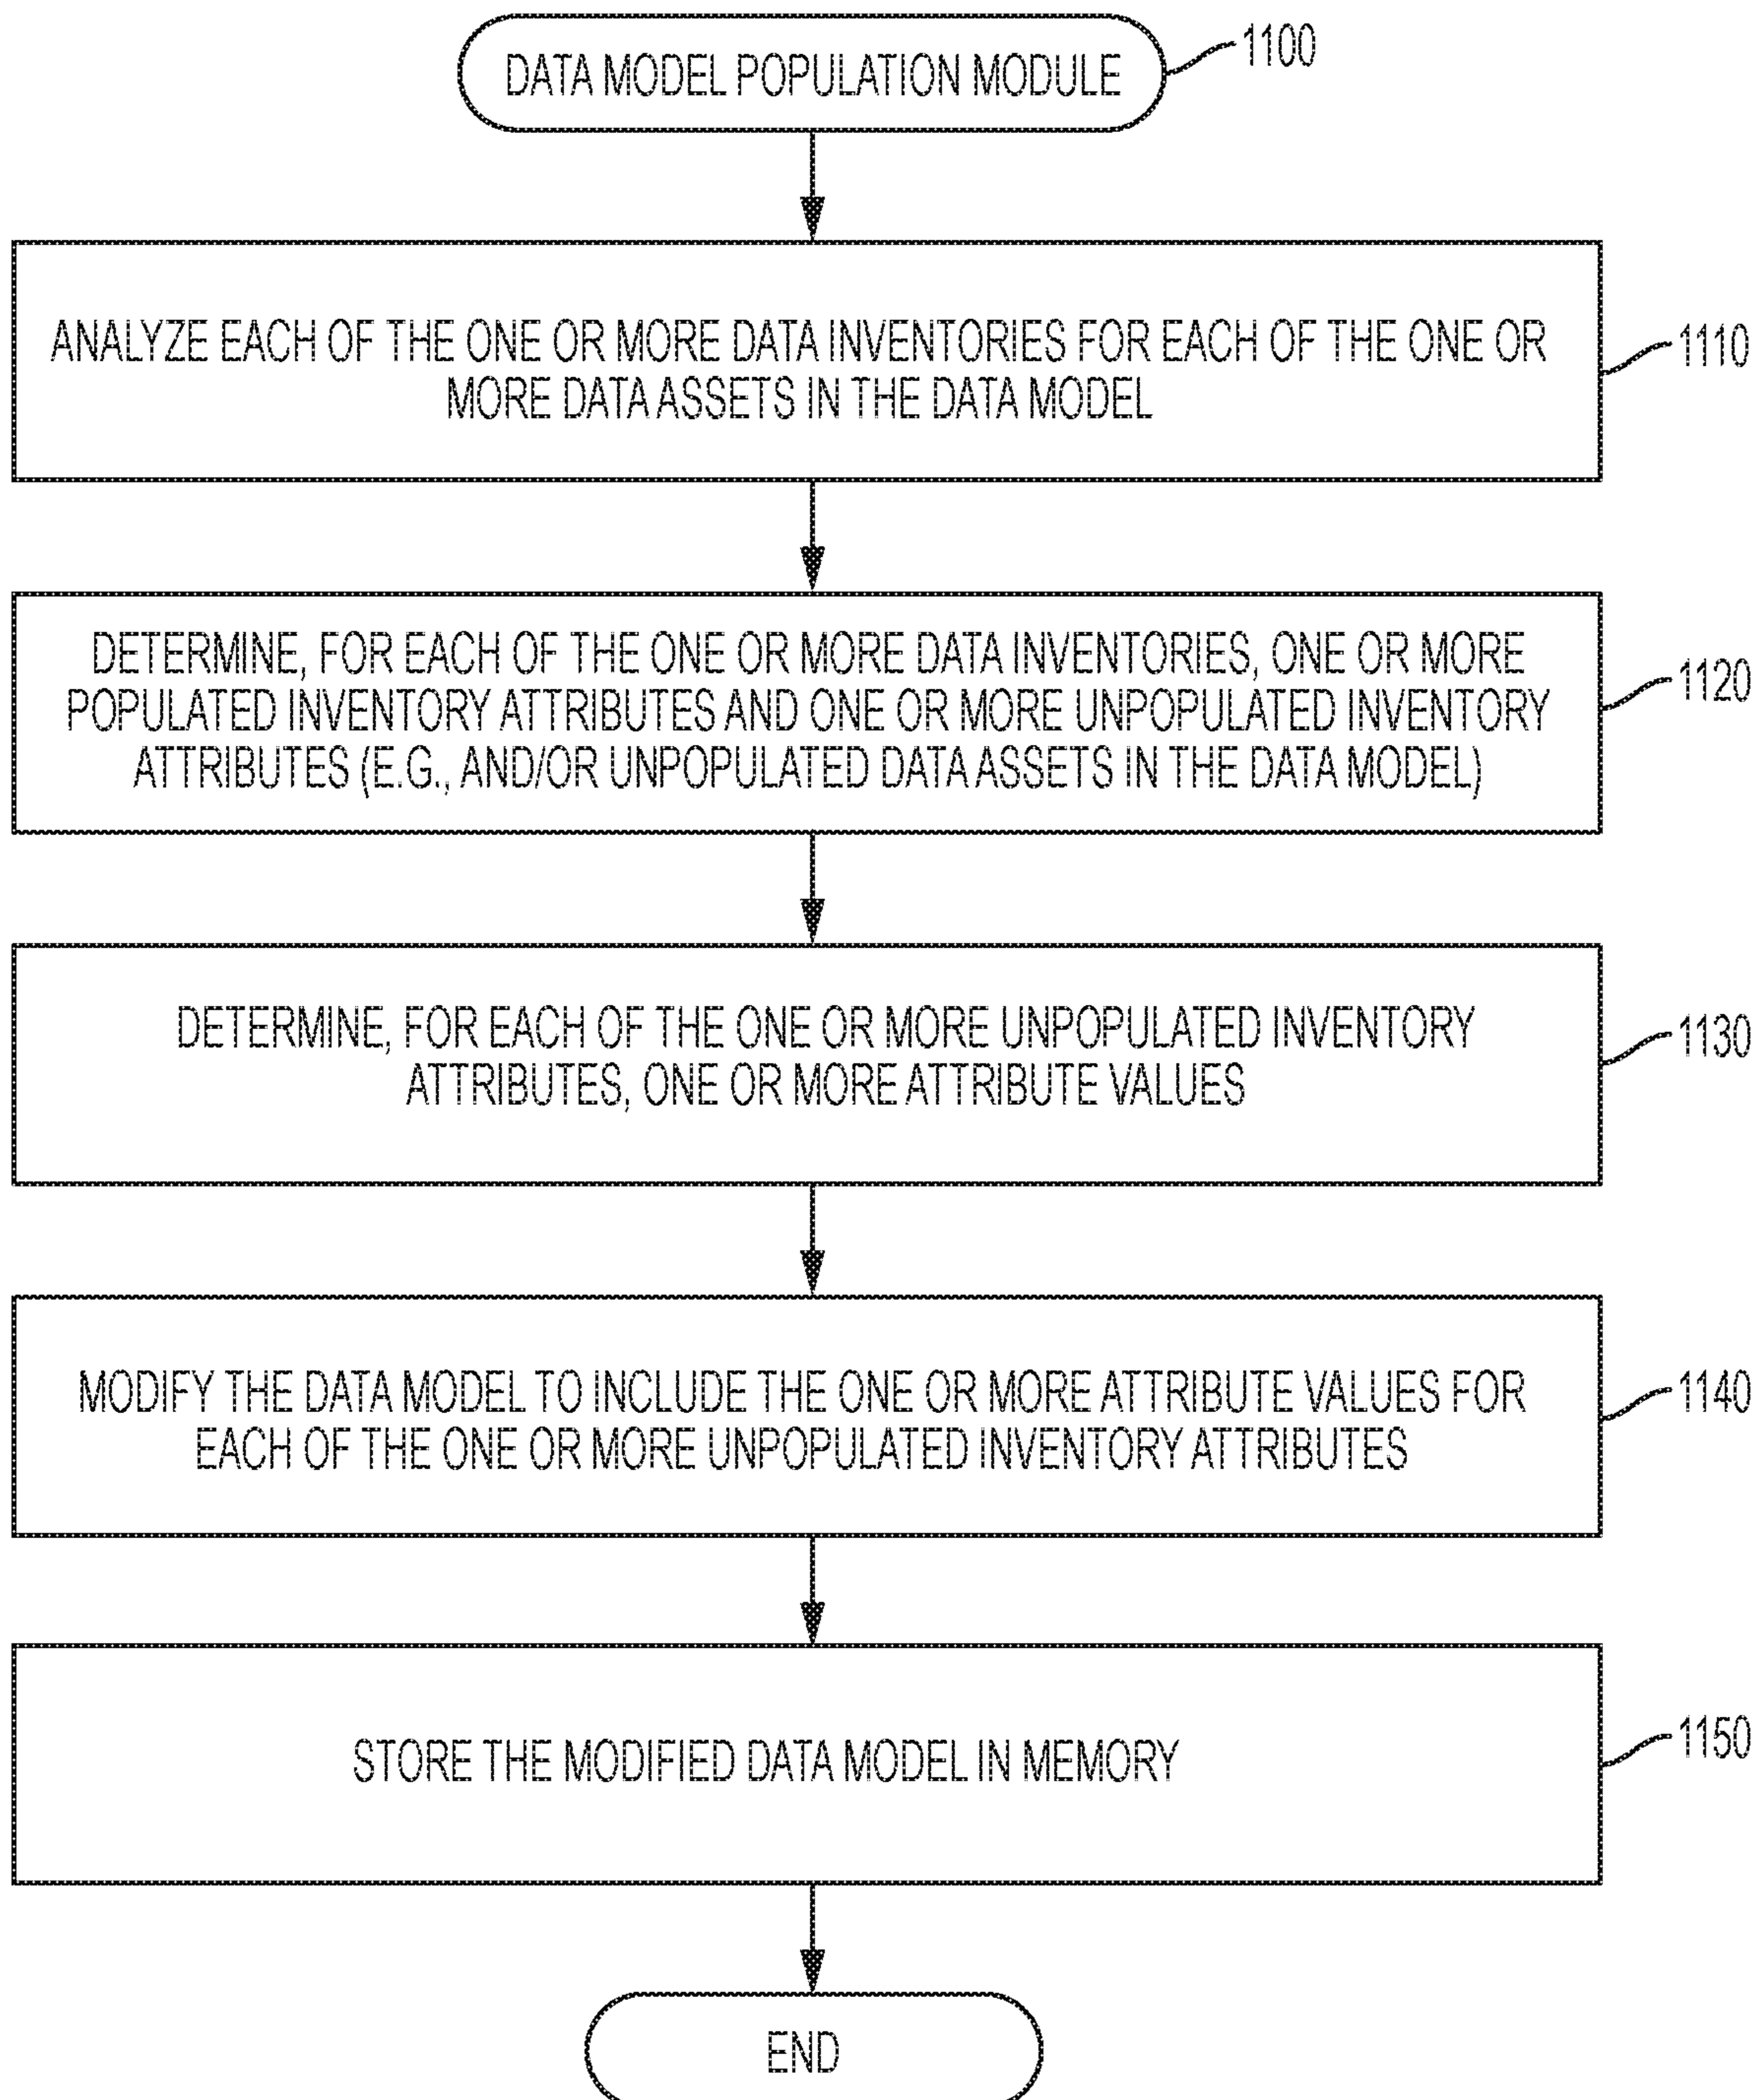 DATA MODEL POPULATION MODULE
1100
ANALYZE EACH OF THE ONE OR MORE DATA INVENTORIES FOR EACH OF THE ONE OR
MORE DATA ASSETS IN THE DATA MODEL
1110
DETERMINE, FOR EACH OF THE ONE OR MORE DATA INVENTORIES, ONE OR MORE
POPULATED INVENTORY ATTRIBUTES AND ONE OR MORE UNPOPULATED INVENTORY
ATTRIBUTES (E.G., AND/OR UNPOPULATED DATA ASSETS IN THE DATA MODEL)
1120
DETERMINE, FOR EACH OF THE ONE OR MORE UNPOPULATED INVENTORY
ATTRIBUTES, ONE OR MORE ATTRIBUTE VALUES
1130
MODIFY THE DATA MODEL TO INCLUDE THE ONE OR MORE ATTRIBUTE VALUES FOR
EACH OF THE ONE OR MORE UNPOPULATED INVENTORY ATTRIBUTES
1140
STORE THE MODIFIED DATA MODEL IN MEMORY
1150
END